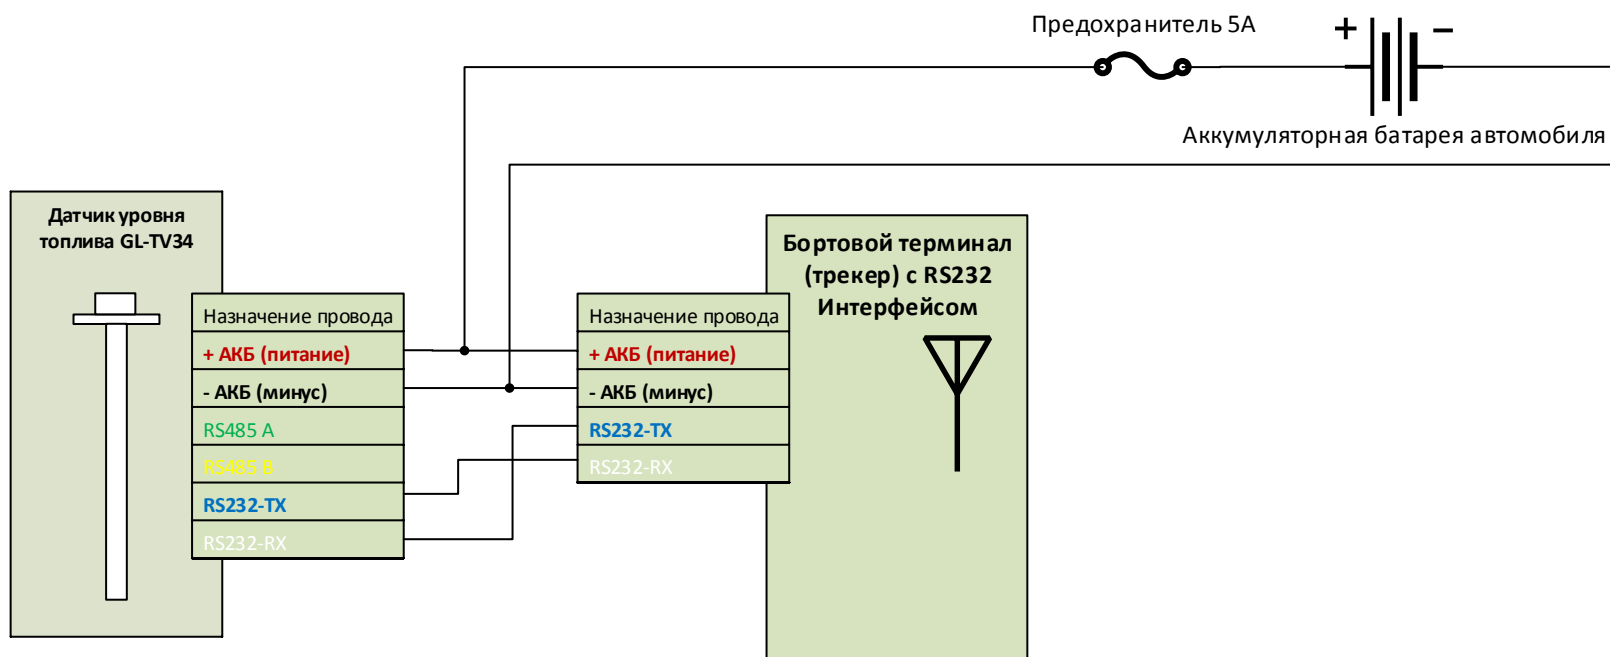 Предохранитель 5А
+
−
Аккумуляторная батарея автомобиля
Датчик уровня
топлива GL-TV34
Назначение провода
+ АКБ (питание)
- АКБ (минус)
RS485 A
RS485 B
RS232-TX
RS232-RX
Назначение провода
+ АКБ (питание)
- АКБ (минус)
RS232-TX
RS232-RX
Бортовой терминал
(трекер) с RS232
Интерфейсом